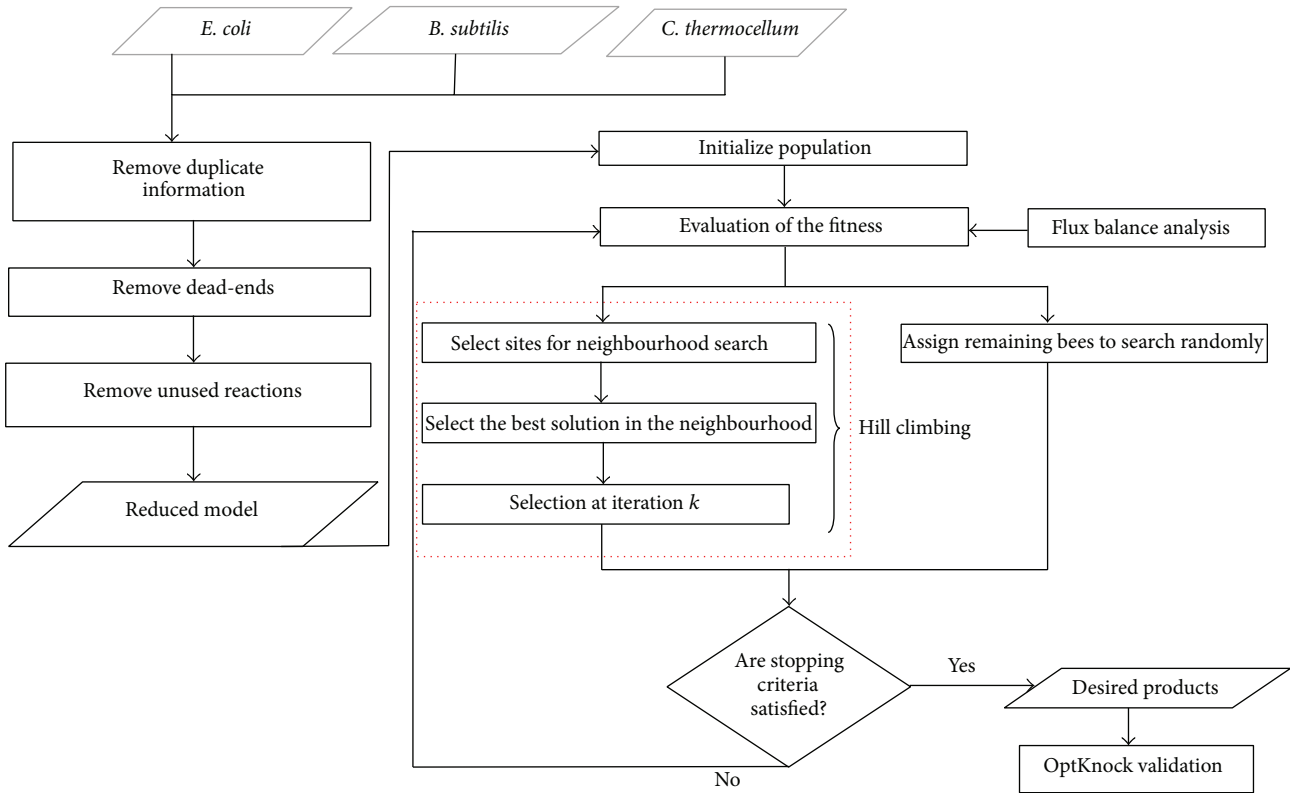 E. coli
B. subtilis
C. thermocellum
Remove duplicate
information
Remove dead-ends
Remove unused reactions
Reduced model
Initialize population
Evaluation of the fitness
Flux balance analysis
Select sites for neighbourhood search
Select the best solution in the neighbourhood
Selection at iteration k
Hill climbing
Assign remaining bees to search randomly
Are stopping
criteria
satisfied?
Yes
No
Desired products
OptKnock validation